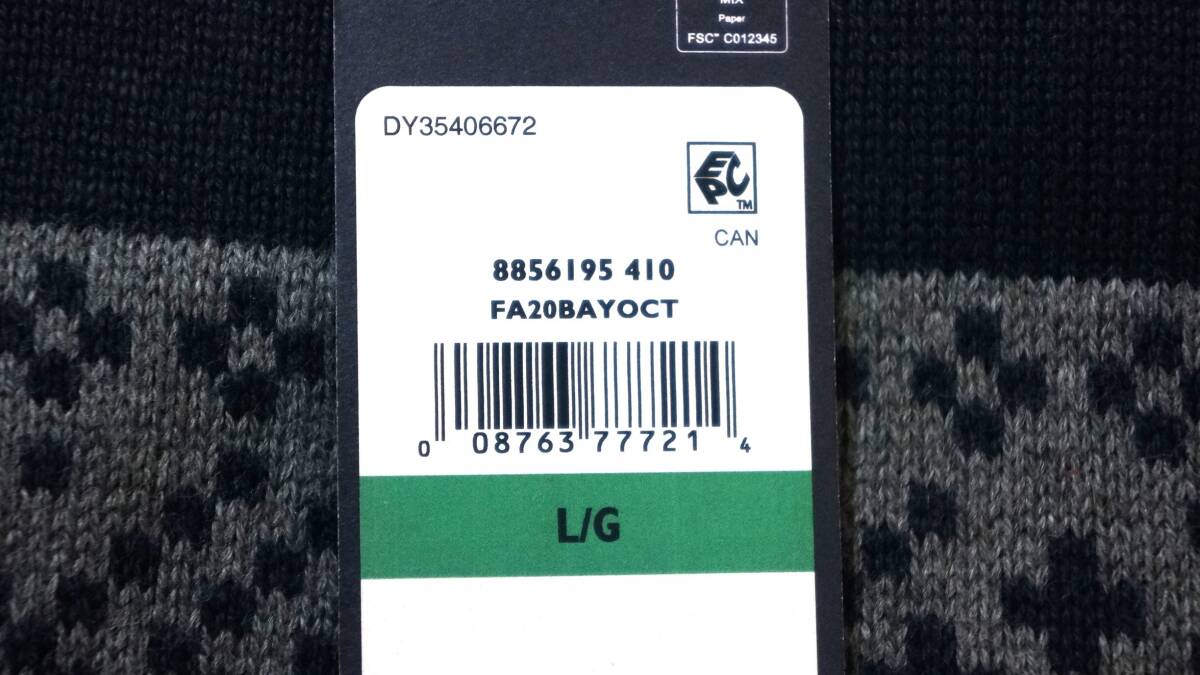 MIX
Paper
FSC™ C012345
DY35406672
EPC
TM
CAN
8856195 410
FA20BAYOCT
0 08763 77721 4
L/G